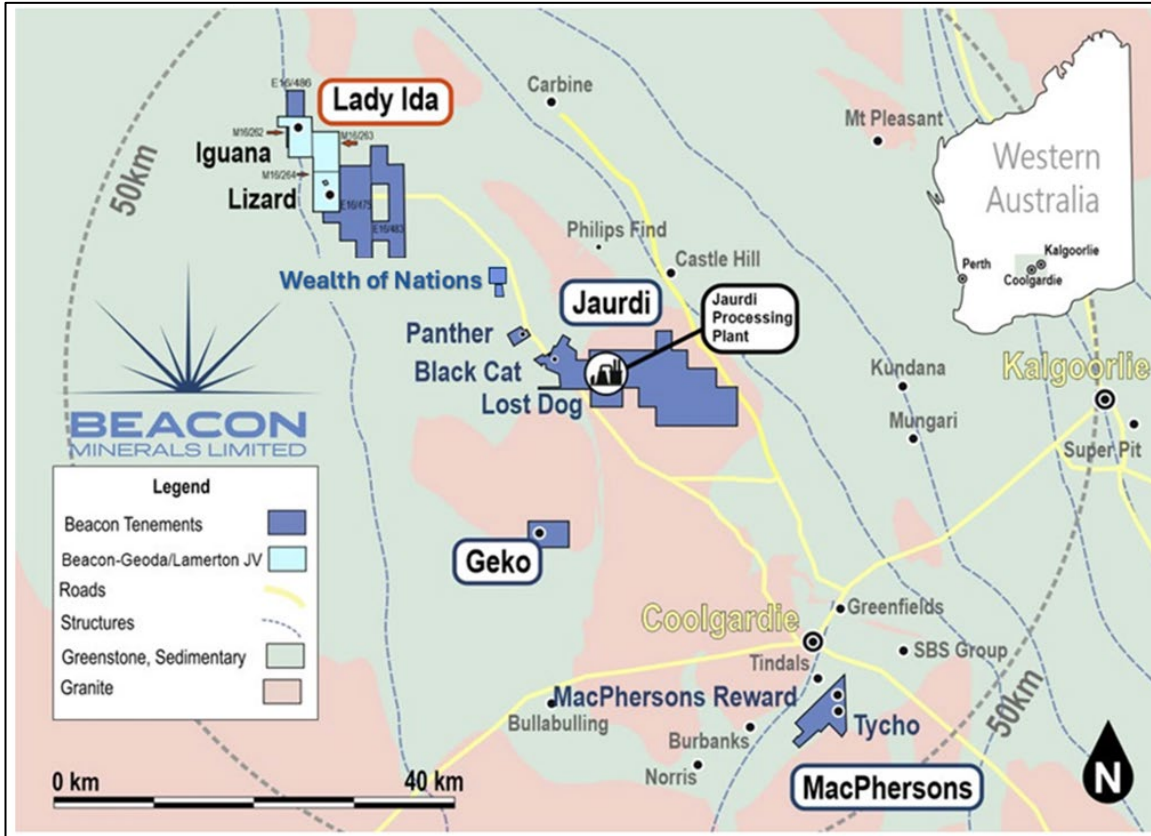 Carbine
Mt Pleasant
Western
Australia
Kalgoorlie
Perth
Coolgardie
E16/486
Lady Ida
M16/262
M16/263
Iguana
M16/264
Lizard
E16/475
E16/483
50km
Philips Find
Castle Hill
Wealth of Nations
Jaurdi
Jaurdi
Processing
Plant
Panther
Black Cat
Lost Dog
Kundana
Kalgoorlie
Mungari
Super Pit
BEACON
MINERALS LIMITED
Legend
Beacon Tenements
Beacon-Geoda/Lamerton JV
Roads
Structures
Greenstone, Sedimentary
Granite
Geko
Coolgardie
Greenfields
Tindals
SBS Group
MacPhersons Reward
Tycho
Bullabulling
Burbanks
Norris
MacPhersons
50km
0 km
40 km
N